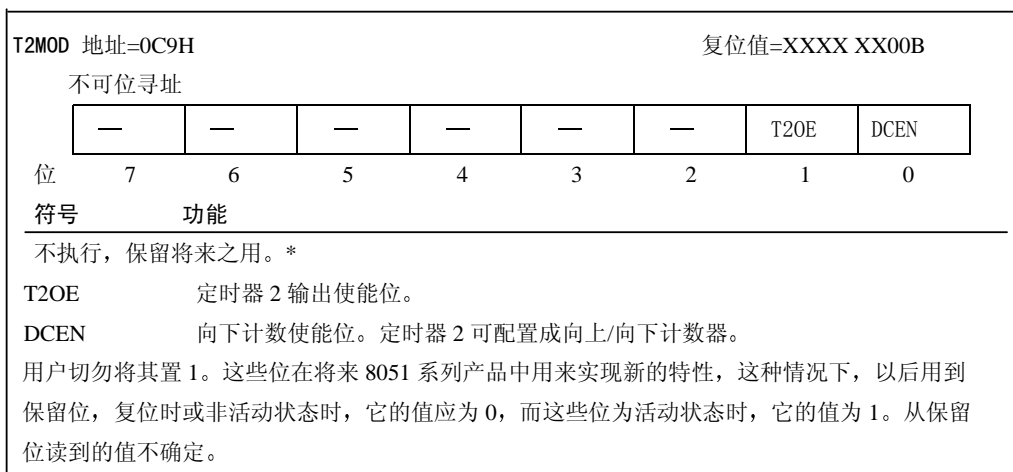 T2MOD 地址=0C9H 复位值=XXXX XX00B
不可位寻址
— — — — — — T2OE DCEN
位 7 6 5 4 3 2 1 0
符号 功能
不执行，保留将来之用。*
T2OE 定时器 2 输出使能位。
DCEN 向下计数使能位。定时器 2 可配置成向上/向下计数器。
用户切勿将其置 1。这些位在将来 8051 系列产品中用来实现新的特性，这种情况下，以后用到
保留位，复位时或非活动状态时，它的值应为 0，而这些位为活动状态时，它的值为 1。从保留
位读到的值不确定。